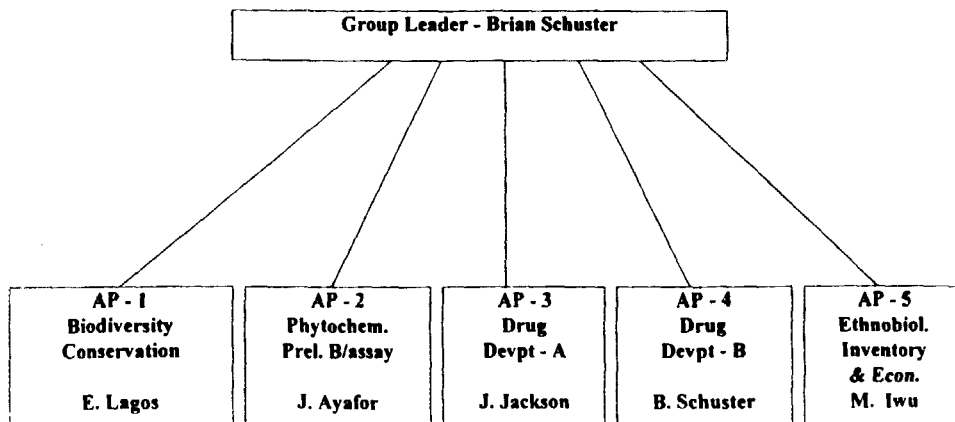 Group Leader - Brian Schuster
AP - 1
Biodiversity
Conservation
E. Lagos
AP - 2
Phytochem.
Prel. B/assay
J. Ayafor
AP - 3
Drug
Devpt - A
J. Jackson
AP - 4
Drug
Devpt - B
B. Schuster
AP - 5
Ethnobiol.
Inventory
& Econ.
M. Iwu